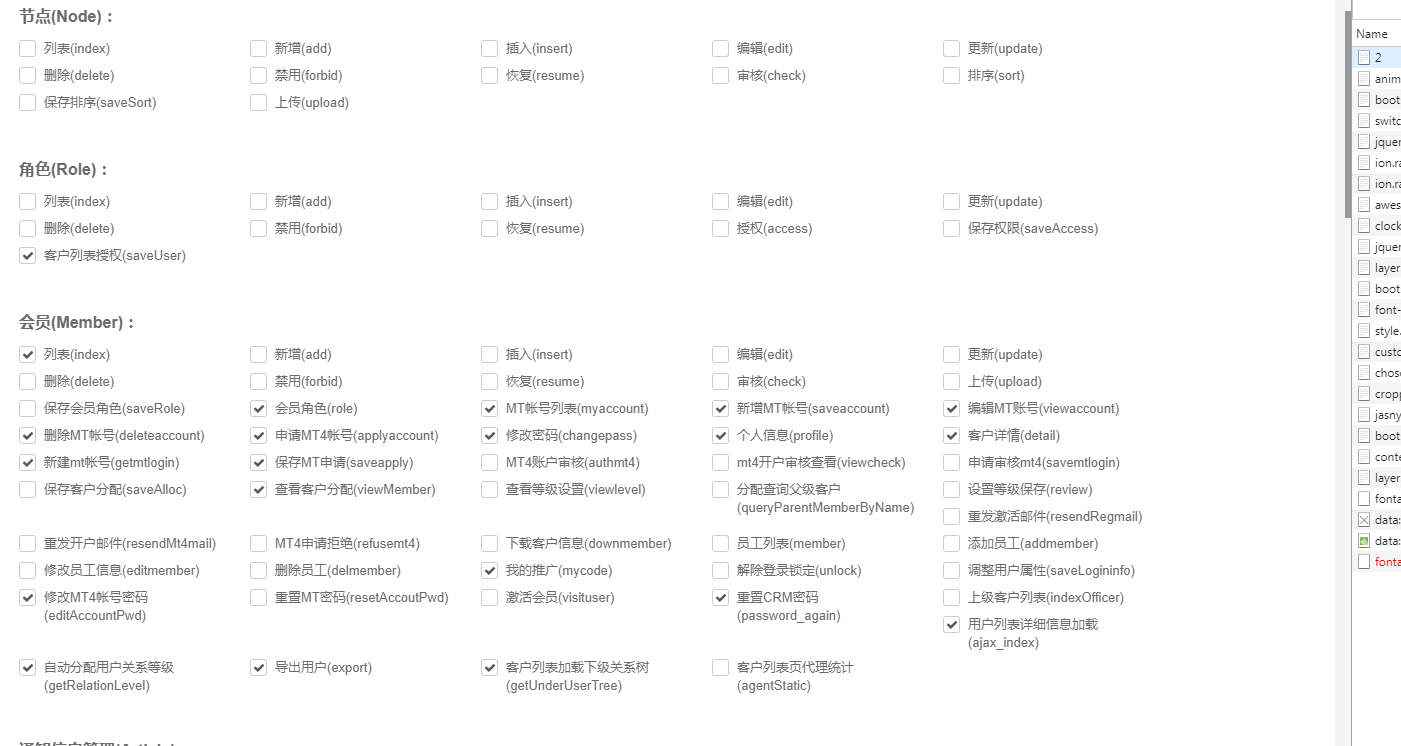 节点(Node)：
列表(index) 新增(add) 插入(insert) 编辑(edit) 更新(update)
删除(delete) 禁用(forbid) 恢复(resume) 审核(check) 排序(sort)
保存排序(saveSort) 上传(upload)
角色(Role)：
列表(index) 新增(add) 插入(insert) 编辑(edit) 更新(update)
删除(delete) 禁用(forbid) 恢复(resume) 授权(access) 保存权限(saveAccess)
客户列表授权(saveUser)
会员(Member)：
列表(index) 新增(add) 插入(insert) 编辑(edit) 更新(update)
删除(delete) 禁用(forbid) 恢复(resume) 审核(check) 上传(upload)
保存会员角色(saveRole) 会员角色(role) MT帐号列表(myaccount) 新增MT帐号(saveaccount) 编辑MT账号(viewaccount)
删除MT帐号(deleteaccount) 申请MT4帐号(applyaccount) 修改密码(changepass) 个人信息(profile) 客户详情(detail)
新建mt帐号(getmtlogin) 保存MT申请(saveapply) MT4账户审核(authmt4) mt4开户审核查看(viewcheck) 申请审核mt4(savemtlogin)
保存客户分配(saveAlloc) 查看客户分配(viewMember) 查看等级设置(viewlevel) 分配查询父级客户 设置等级保存(review)
(queryParentMemberByName)
重发激活邮件(resendRegmail)
重发开户邮件(resendMt4mail) MT4申请拒绝(refusemt4) 下载客户信息(downmember) 员工列表(member) 添加员工(addmember)
修改员工信息(editmember) 删除员工(delmember) 我的推广(mycode) 解除登录锁定(unlock) 调整用户属性(saveLogininfo)
修改MT4帐号密码 重置MT密码(resetAccoutPwd) 激活会员(visituser) 重置CRM密码 上级客户列表(indexOfficer)
(editAccountPwd) (password_again)
用户列表详细信息加载
(ajax_index)
自动分配用户关系等级 导出用户(export) 客户列表加载下级关系树 客户列表页代理统计
(getRelationLevel) (getUnderUserTree) (agentStatic)
Name
2
anim
boot
switc
jquer
ion.ra
ion.ra
awes
clock
jquer
layer
boot
font-
style.
custo
chose
cropp
jasny
boot
conte
layer
fonta
data:
data:
fonta